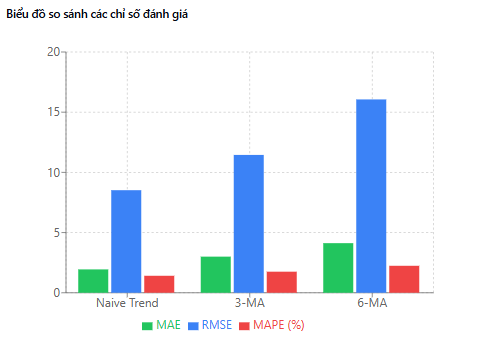 Biểu đồ so sánh các chỉ số đánh giá
20
15
10
5
0
Naive Trend 3-MA 6-MA
MAE RMSE MAPE (%)